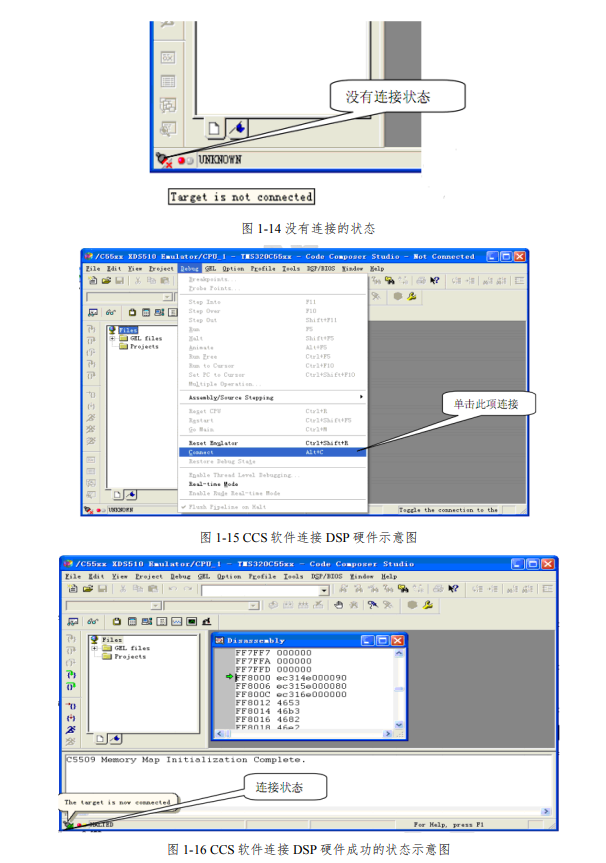 没有连接状态
UNKNOWN
Target is not connected
图 1-14 没有连接的状态
/C55xx XDS510 Emulator/CPU_1 - TMS320C55xx - Code Composer Studio - Not Connected
File Edit View Project Debug GEL Option Profile Tools DSP/BIOS Window Help
Breakpoints...
Probe Points...
Step Into F11
Step Over F10
Step Out Shift+F11
Run F5
Halt Shift+F5
Animate Alt+F5
Run Free Ctrl+F5
Run to Cursor Ctrl+F10
Set PC to Cursor Ctrl+Shift+F10
Multiple Operation...
Assembly/Source Stepping
Reset CPU Ctrl+R
Restart Ctrl+Shift+F5
Go Main Ctrl+M
Reset Emulator Ctrl+Shift+R
Connect Alt+C
Restore Debug State
Enable Thread Level Debugging...
Real-time Mode
Enable Rude Real-time Mode
Flush Pipeline on Halt
Files
GEL files
Projects
单击此项连接
UNKNOWN
Toggle the connection to the
图 1-15 CCS 软件连接 DSP 硬件示意图
/C55xx XDS510 Emulator/CPU_1 - TMS320C55xx - Code Composer Studio
File Edit View Project Debug GEL Option Profile Tools DSP/BIOS Window Help
Files
GEL files
Projects
Disassembly
FF7FF7 000000
FF7FFA 000000
FF7FFD 000000
FF8000 ec314e000090
FF8006 ec315e000080
FF800C ec316e000000
FF8012 4653
FF8014 46b3
FF8016 4682
FF8018 46e2
C5509 Memory Map Initialization Complete.
连接状态
The target is now connected
For Help, press F1
图 1-16 CCS 软件连接 DSP 硬件成功的状态示意图